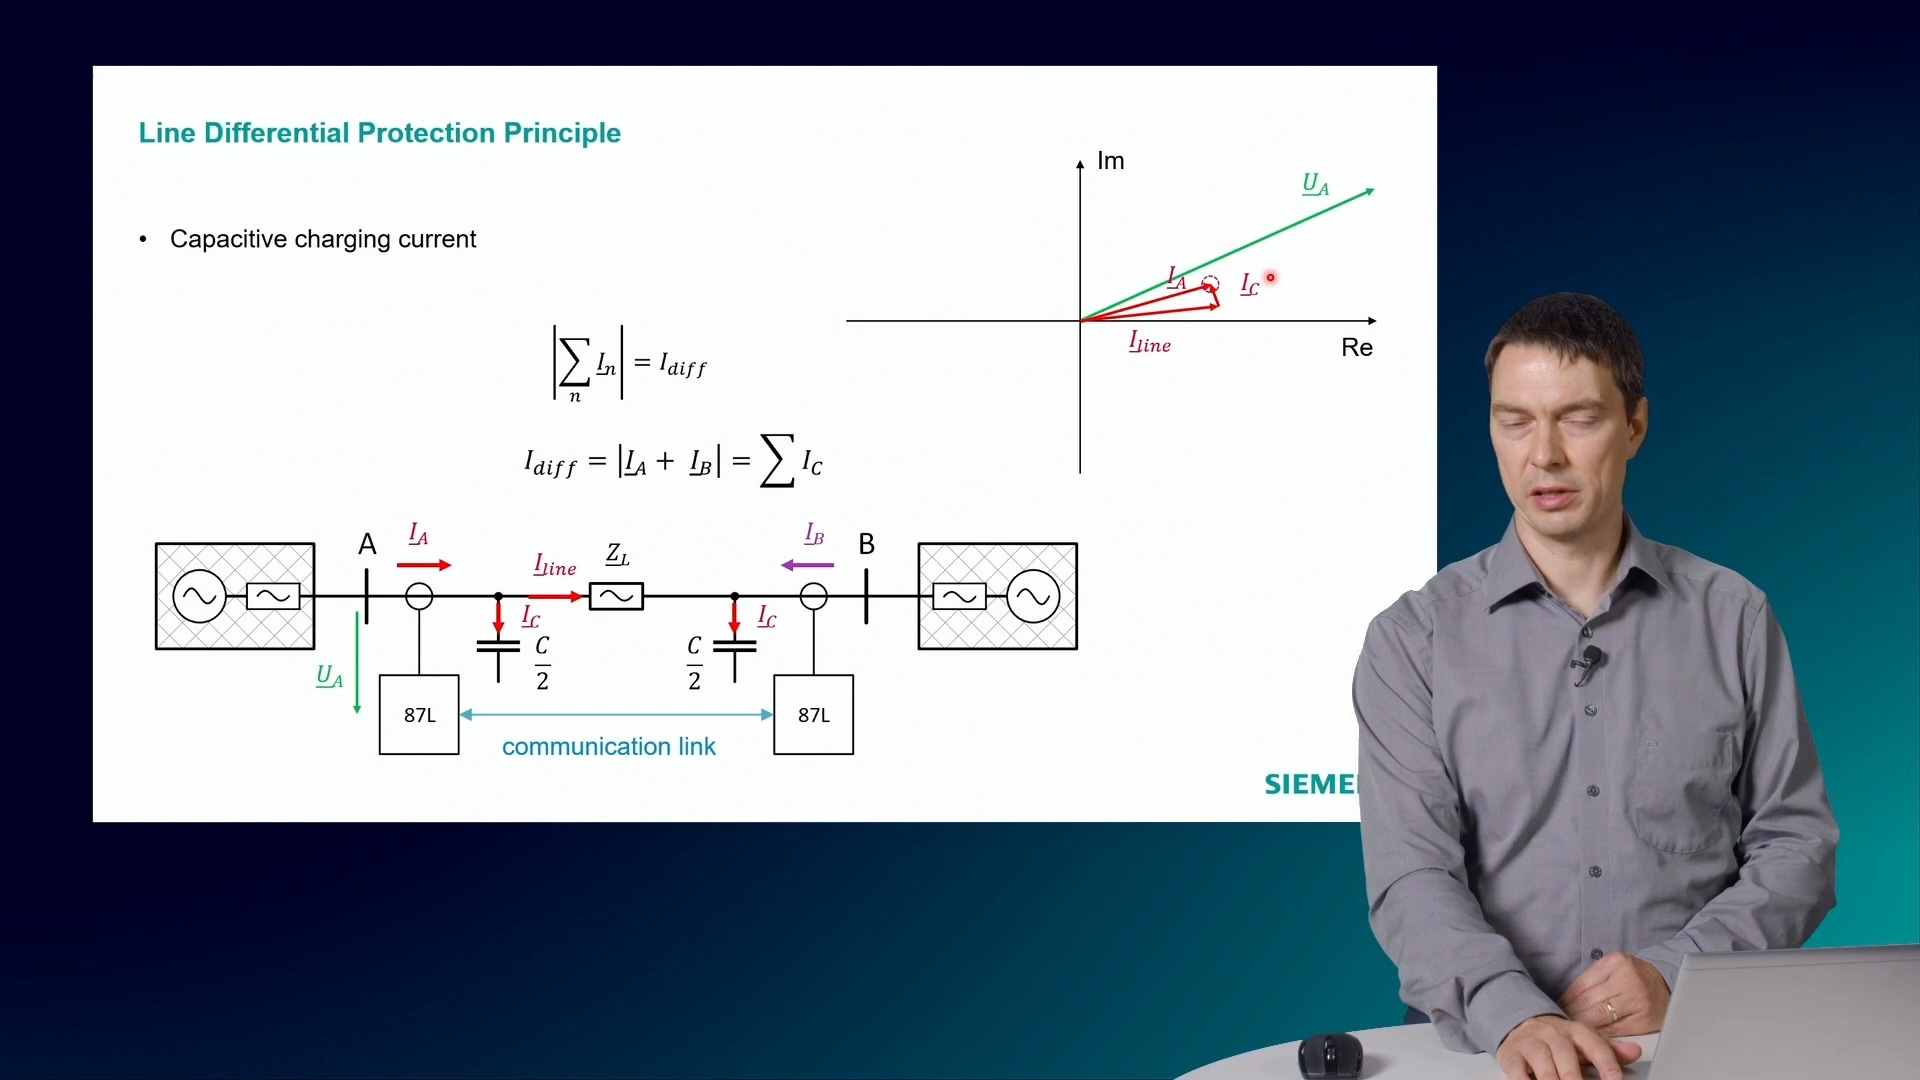 Line Differential Protection Principle
Im
U_A
• Capacitive charging current
I_A I_C
I_line
Re
|∑_n I_n| = I_diff
I_diff = |I_A + I_B| = ∑ I_C
A I_A I_line Z_L I_B B
I_C I_C
C/2 C/2
U_A
87L 87L
communication link
SIEME